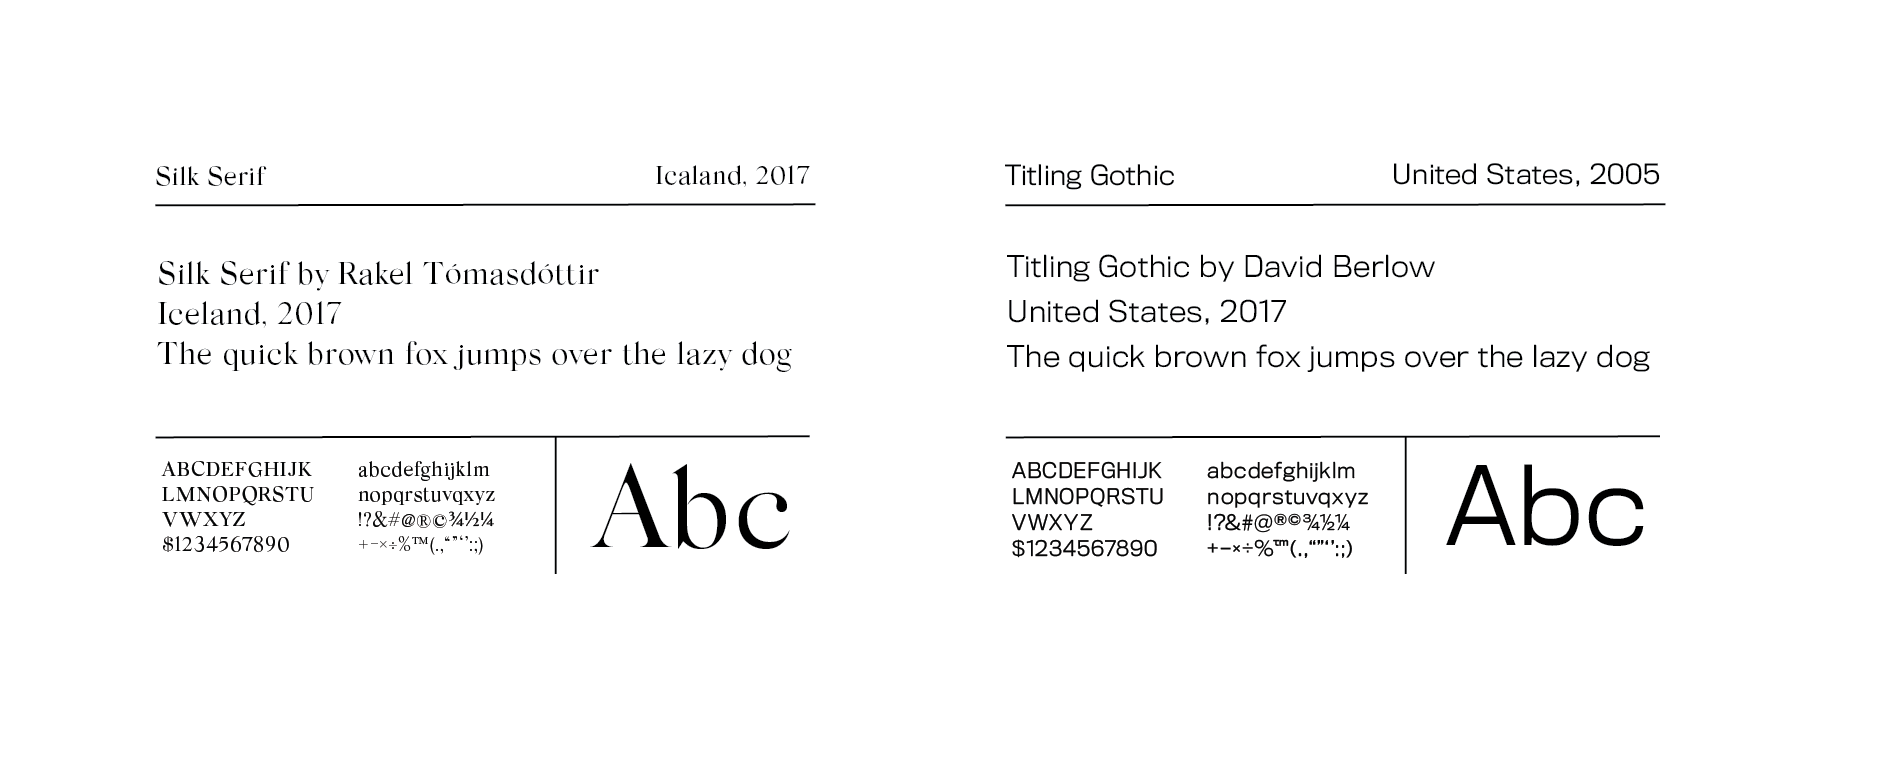 Silk Serif
Icaland, 2017
Silk Serif by Rakel Tómasdóttir
Iceland, 2017
The quick brown fox jumps over the lazy dog
ABCDEFGHIJK
LMNOPQRSTU
VWXYZ
$1234567890
abcdefghijklm
nopqrstuvqxyz
!?&#@®©¾½¼
+−×÷%™(.,“”‘’:;)
Abc
Titling Gothic
United States, 2005
Titling Gothic by David Berlow
United States, 2017
The quick brown fox jumps over the lazy dog
ABCDEFGHIJK
LMNOPQRSTU
VWXYZ
$1234567890
abcdefghijklm
nopqrstuvqxyz
!?&#@®©¾½¼
+−×÷%™(.,“”‘’:;)
Abc